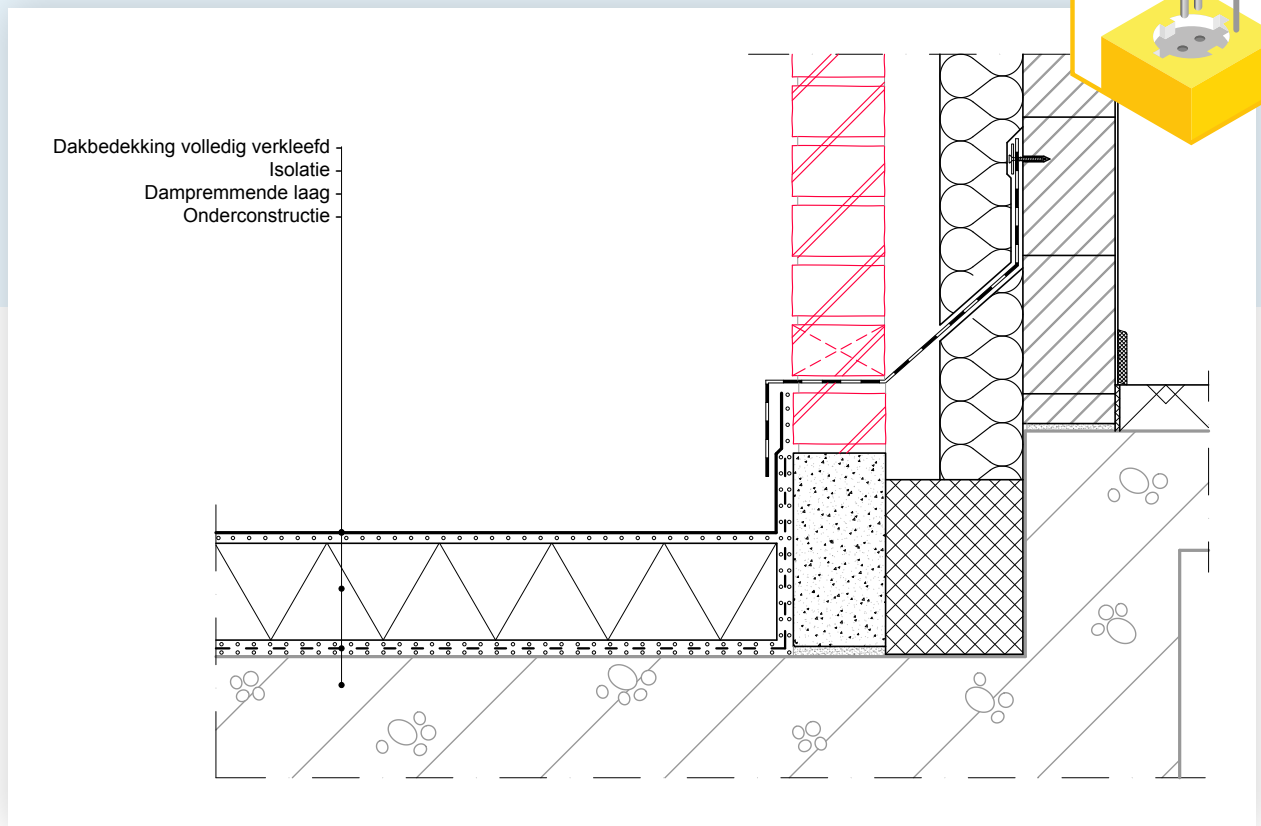 Dakbedekking volledig verkleefd
Isolatie
Dampremmende laag
Onderconstructie